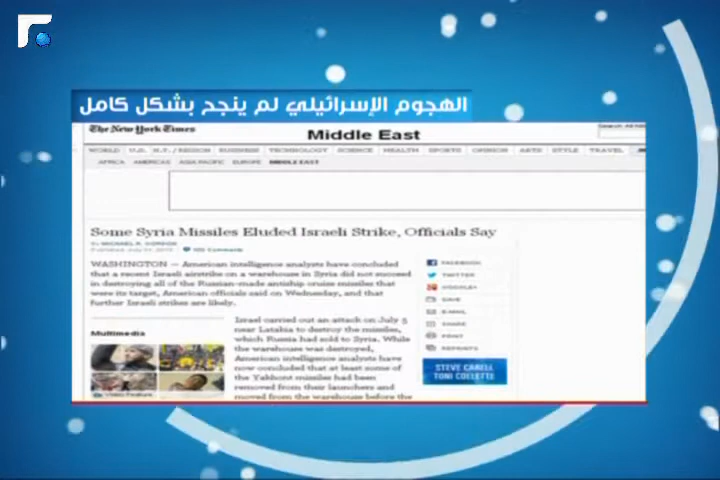 الهجوم الإسرائيلي لم ينجح بشكل كامل
The New York Times
Middle East
WORLD U.S. N.Y. / REGION BUSINESS TECHNOLOGY SCIENCE HEALTH SPORTS OPINION ARTS STYLE TRAVEL
AFRICA AMERICAS ASIA PACIFIC EUROPE MIDDLE EAST
Some Syria Missiles Eluded Israeli Strike, Officials Say
By MICHAEL R. GORDON
WASHINGTON — American intelligence analysts have concluded
that a recent Israeli airstrike on a warehouse in Syria did not succeed
in destroying all of the Russian-made antiship cruise missiles that
were its target, American officials said on Wednesday, and that
further Israeli strikes are likely.
FACEBOOK
TWITTER
GOOGLE+
SAVE
E-MAIL
SHARE
PRINT
REPRINTS
Multimedia
Video Feature
Israel carried out an attack on July 5
near Latakia to destroy the missiles,
which Russia had sold to Syria. While
the warehouse was destroyed,
American intelligence analysts have
now concluded that at least some of
the Yakhont missiles had been
removed from their launchers and
moved from the warehouse before the
STEVE CARELL
TONI COLLETTE